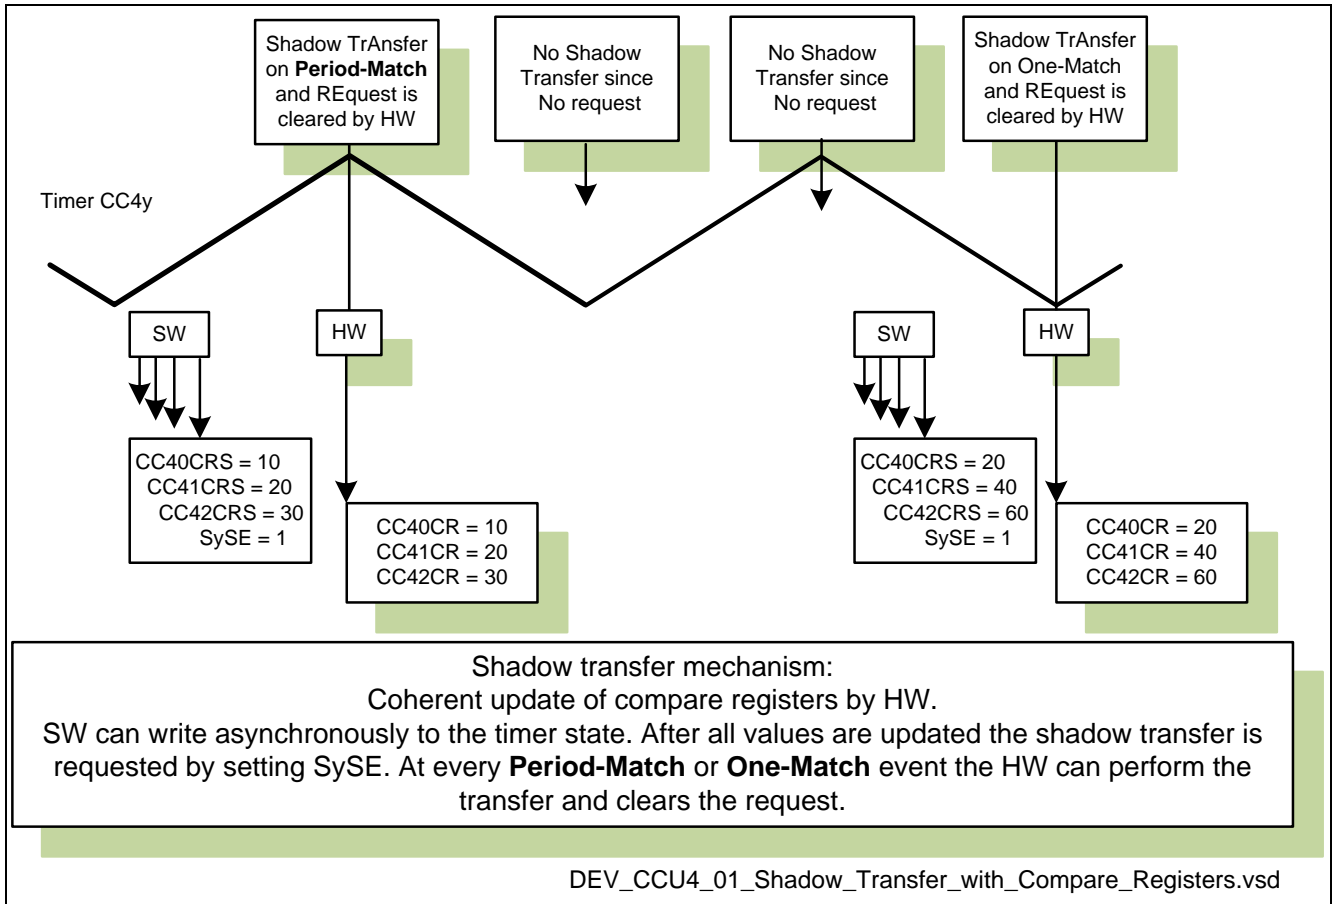 Shadow TrAnsfer
on Period-Match
and REquest is
cleared by HW
No Shadow
Transfer since
No request
No Shadow
Transfer since
No request
Shadow TrAnsfer
on One-Match
and REquest is
cleared by HW
Timer CC4y
SW
HW
SW
HW
CC40CRS = 10
CC41CRS = 20
CC42CRS = 30
SySE = 1
CC40CR = 10
CC41CR = 20
CC42CR = 30
CC40CRS = 20
CC41CRS = 40
CC42CRS = 60
SySE = 1
CC40CR = 20
CC41CR = 40
CC42CR = 60
Shadow transfer mechanism:
Coherent update of compare registers by HW.
SW can write asynchronously to the timer state. After all values are updated the shadow transfer is
requested by setting SySE. At every Period-Match or One-Match event the HW can perform the
transfer and clears the request.
DEV_CCU4_01_Shadow_Transfer_with_Compare_Registers.vsd